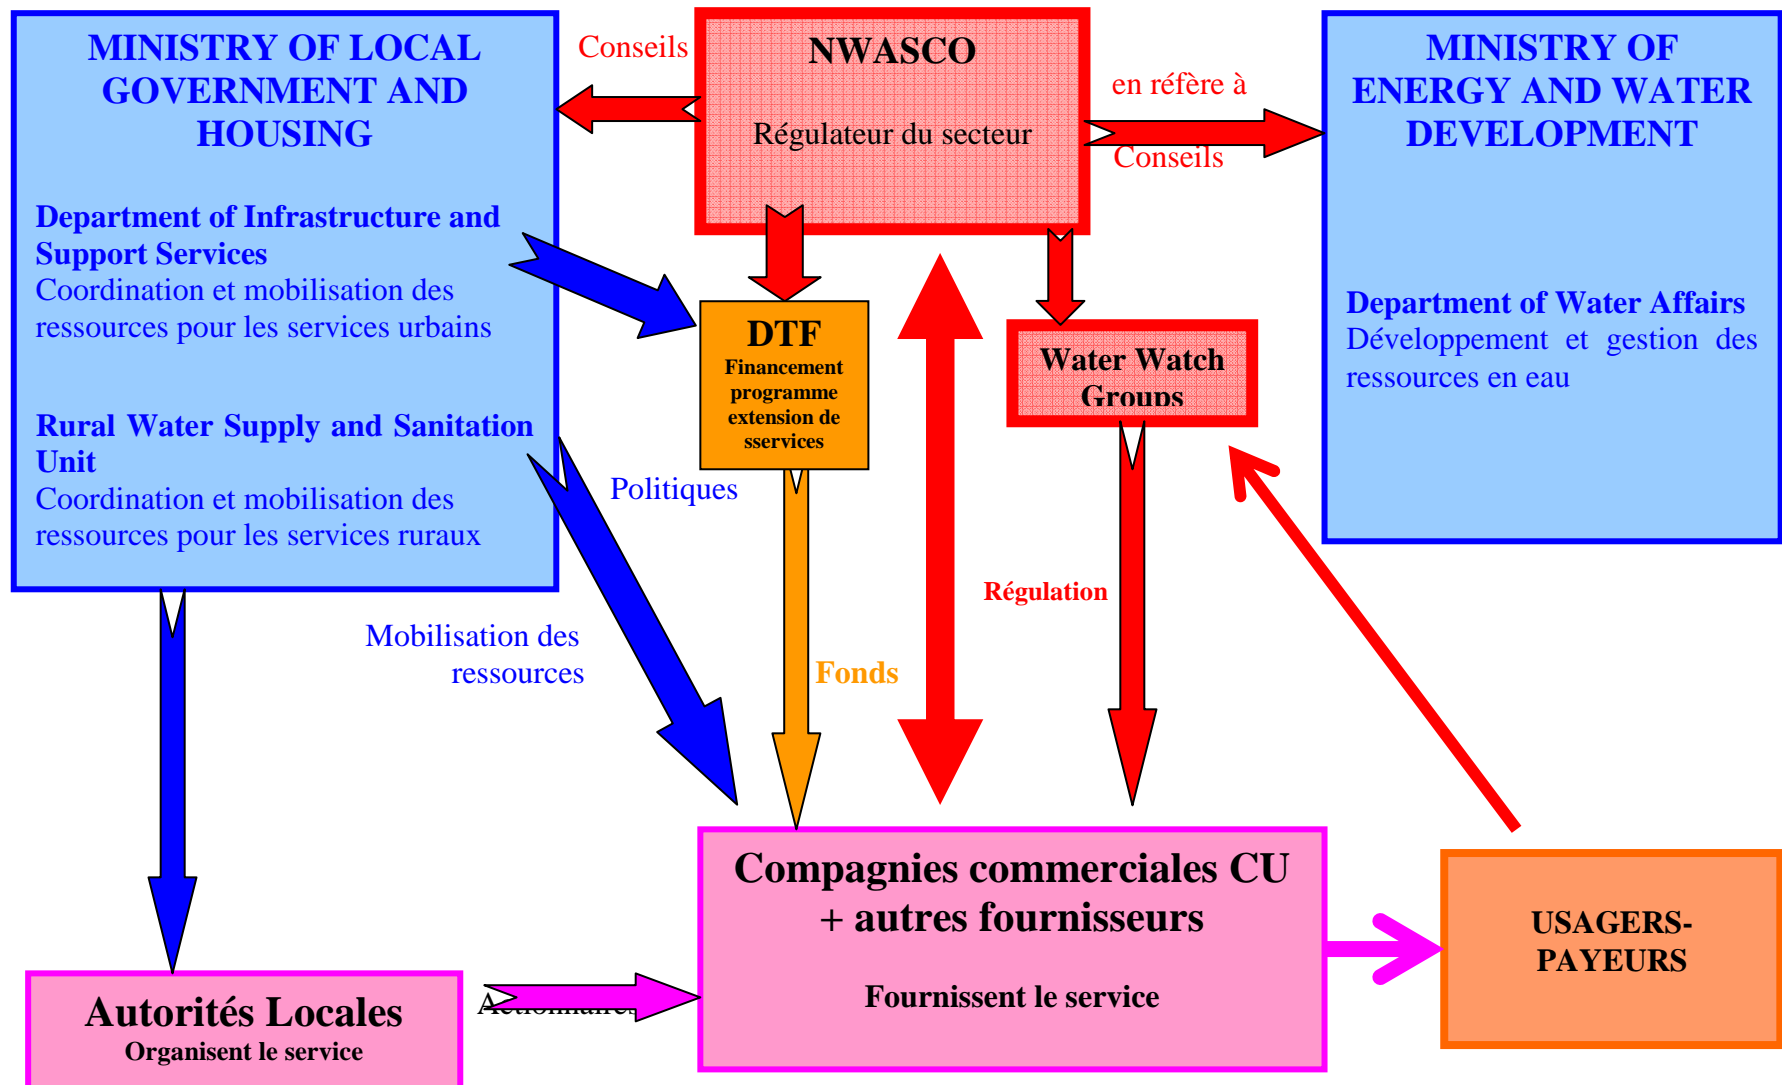 MINISTRY OF LOCAL
GOVERNMENT AND
HOUSING
Department of Infrastructure and
Support Services
Coordination et mobilisation des
ressources pour les services urbains
Rural Water Supply and Sanitation
Unit
Coordination et mobilisation des
ressources pour les services ruraux
Conseils
NWASCO
Régulateur du secteur
en réfère à
Conseils
MINISTRY OF
ENERGY AND WATER
DEVELOPMENT
Department of Water Affairs
Développement et gestion des
ressources en eau
DTF
Financement
programme
extension de
sservices
Water Watch
Groups
Politiques
Régulation
Mobilisation des
ressources
Fonds
Compagnies commerciales CU
+ autres fournisseurs
Fournissent le service
USAGERS-
PAYEURS
Autorités Locales
Organisent le service
Actionnaires